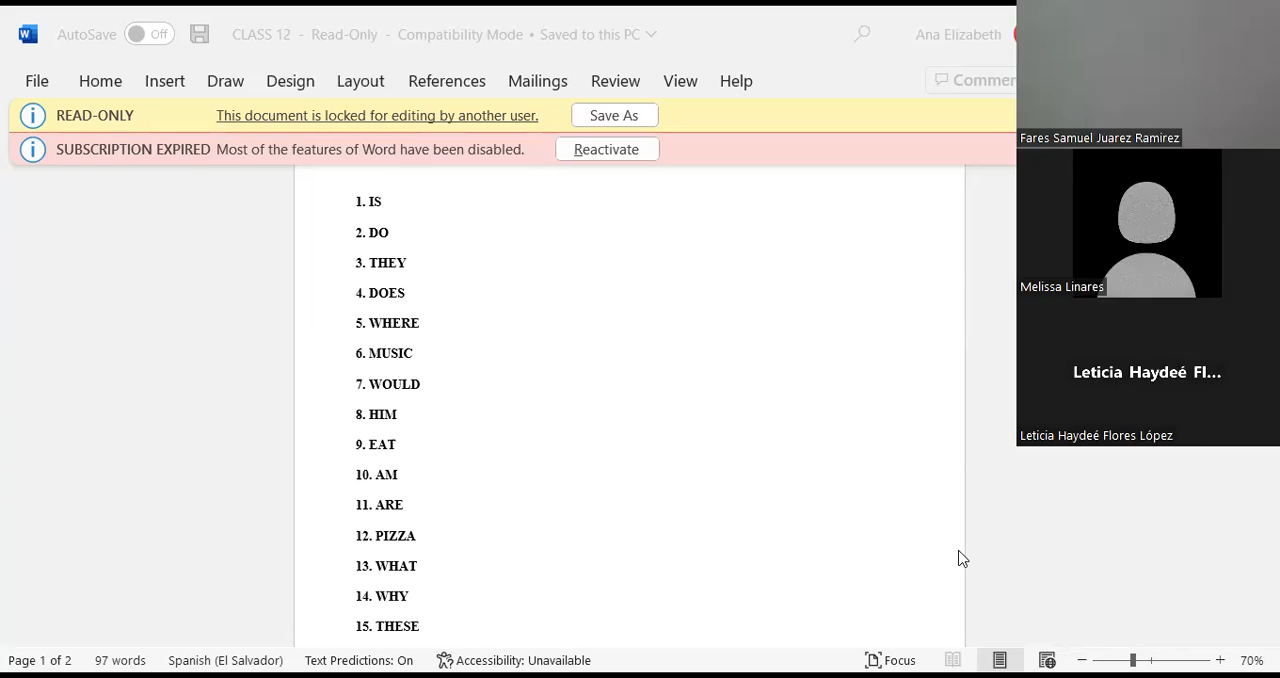 AutoSave Off CLASS 12 - Read-Only - Compatibility Mode • Saved to this PC Ana Elizabeth
File Home Insert Draw Design Layout References Mailings Review View Help
READ-ONLY This document is locked for editing by another user. Save As
SUBSCRIPTION EXPIRED Most of the features of Word have been disabled. Reactivate
1. IS
2. DO
3. THEY
4. DOES
5. WHERE
6. MUSIC
7. WOULD
8. HIM
9. EAT
10. AM
11. ARE
12. PIZZA
13. WHAT
14. WHY
15. THESE
Page 1 of 2 97 words Spanish (El Salvador) Text Predictions: On Accessibility: Unavailable Focus 70%
Fares Samuel Juarez Ramirez
Melissa Linares
Leticia Haydeé Fl...
Leticia Haydeé Flores López